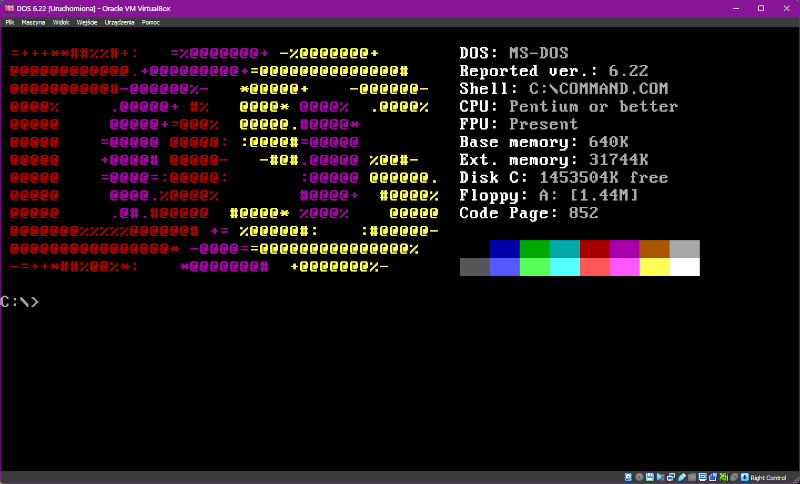 DOS 6.22 [Uruchomiona] - Oracle VM VirtualBox
Plik Maszyna Widok Wejście Urządzenia Pomoc
DOS: MS-DOS
Reported ver.: 6.22
Shell: C:\COMMAND.COM
CPU: Pentium or better
FPU: Present
Base memory: 640K
Ext. memory: 31744K
Disk C: 1453504K free
Floppy: A: [1.44M]
Code Page: 852
C:\>
Right Control